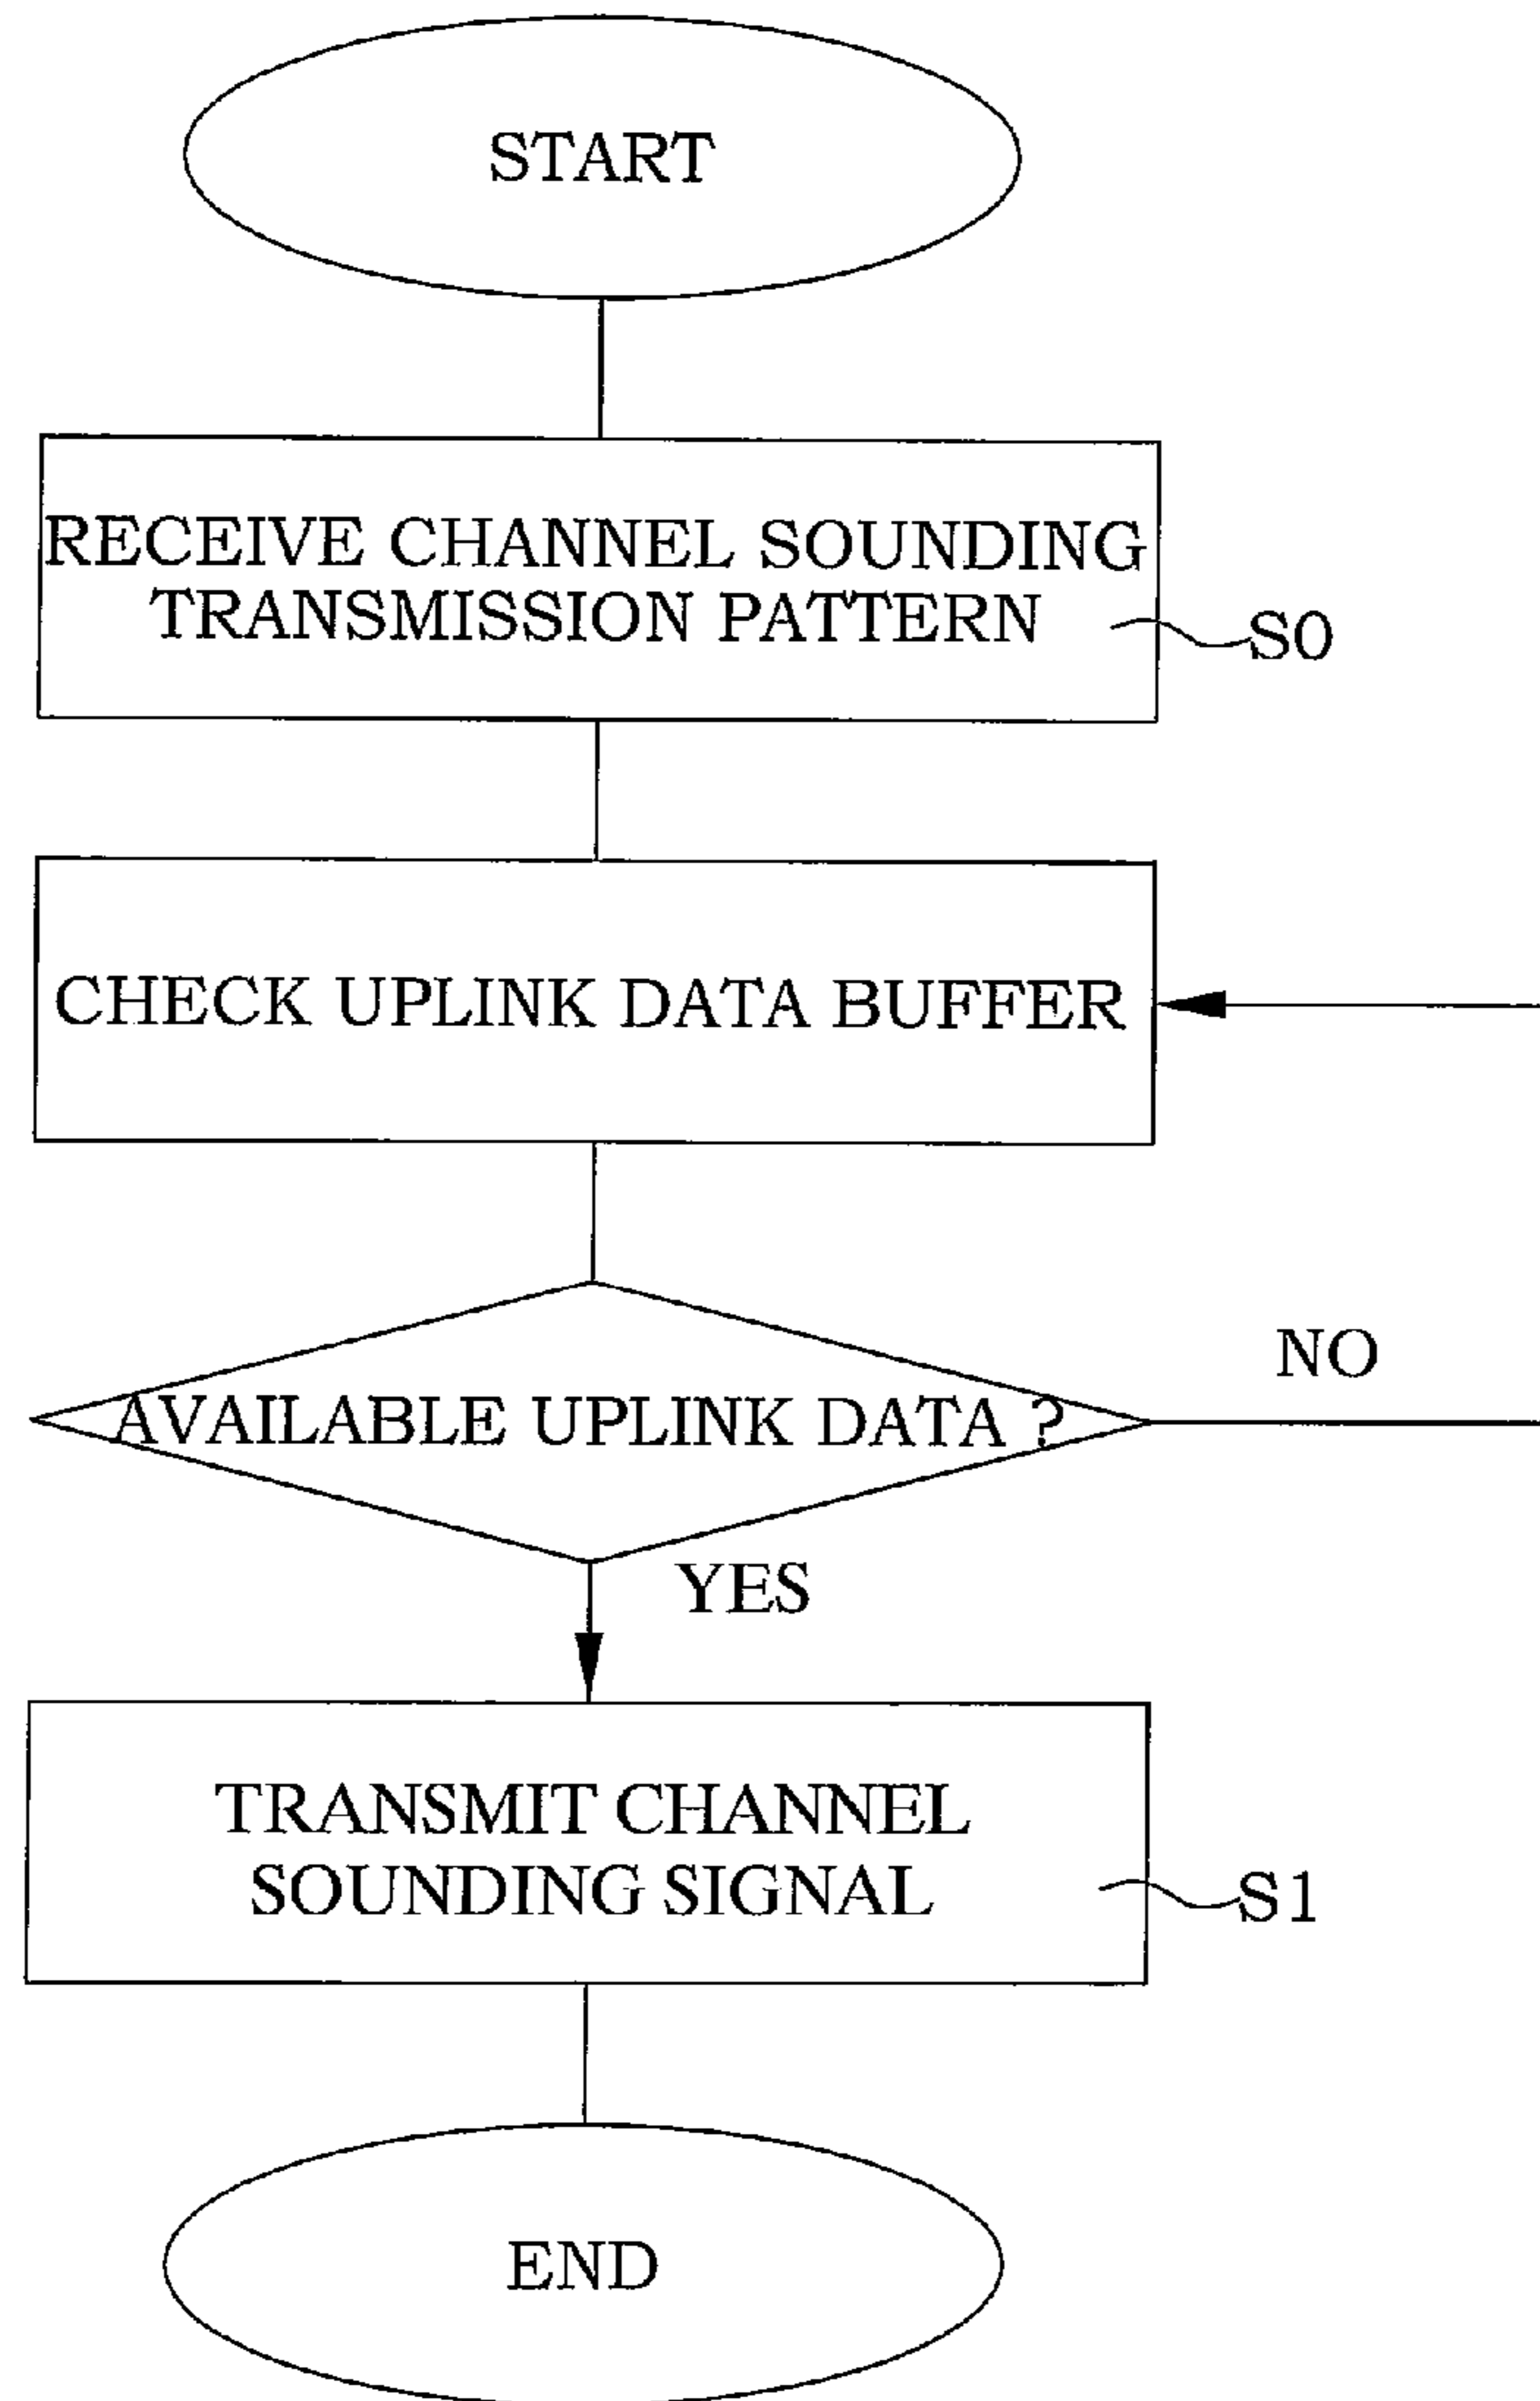 START
RECEIVE CHANNEL SOUNDING
TRANSMISSION PATTERN
S0
CHECK UPLINK DATA BUFFER
AVAILABLE UPLINK DATA ?
NO
YES
TRANSMIT CHANNEL
SOUNDING SIGNAL
S1
END